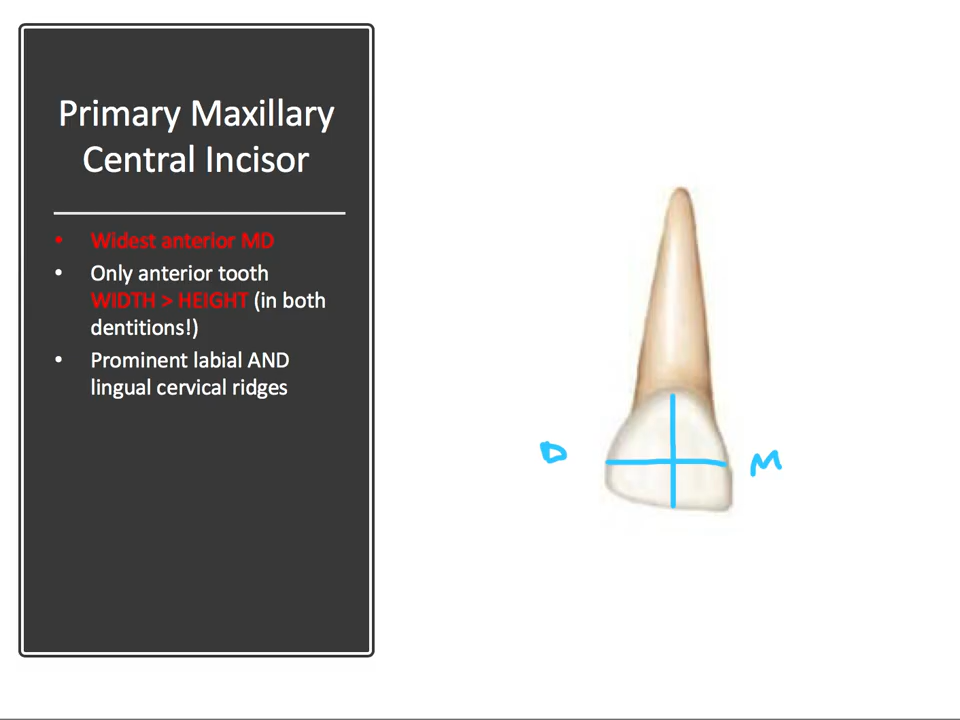 Primary Maxillary
Central Incisor
• Widest anterior MD
• Only anterior tooth
WIDTH > HEIGHT (in both
dentitions!)
• Prominent labial AND
lingual cervical ridges
D M